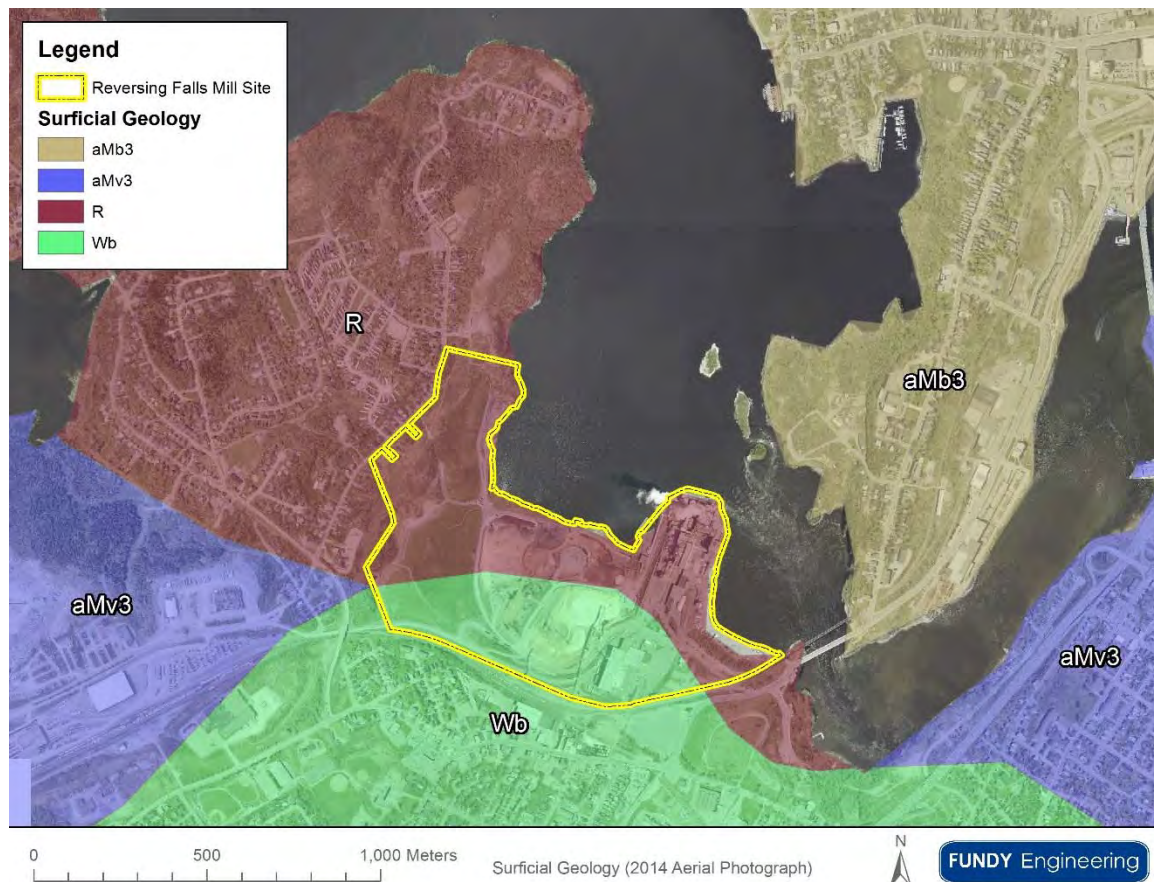 Legend
Reversing Falls Mill Site
Surficial Geology
aMb3
aMv3
R
Wb
R
aMb3
aMv3
aMv3
Wb
0 500 1,000 Meters
Surficial Geology (2014 Aerial Photograph)
N
FUNDY Engineering